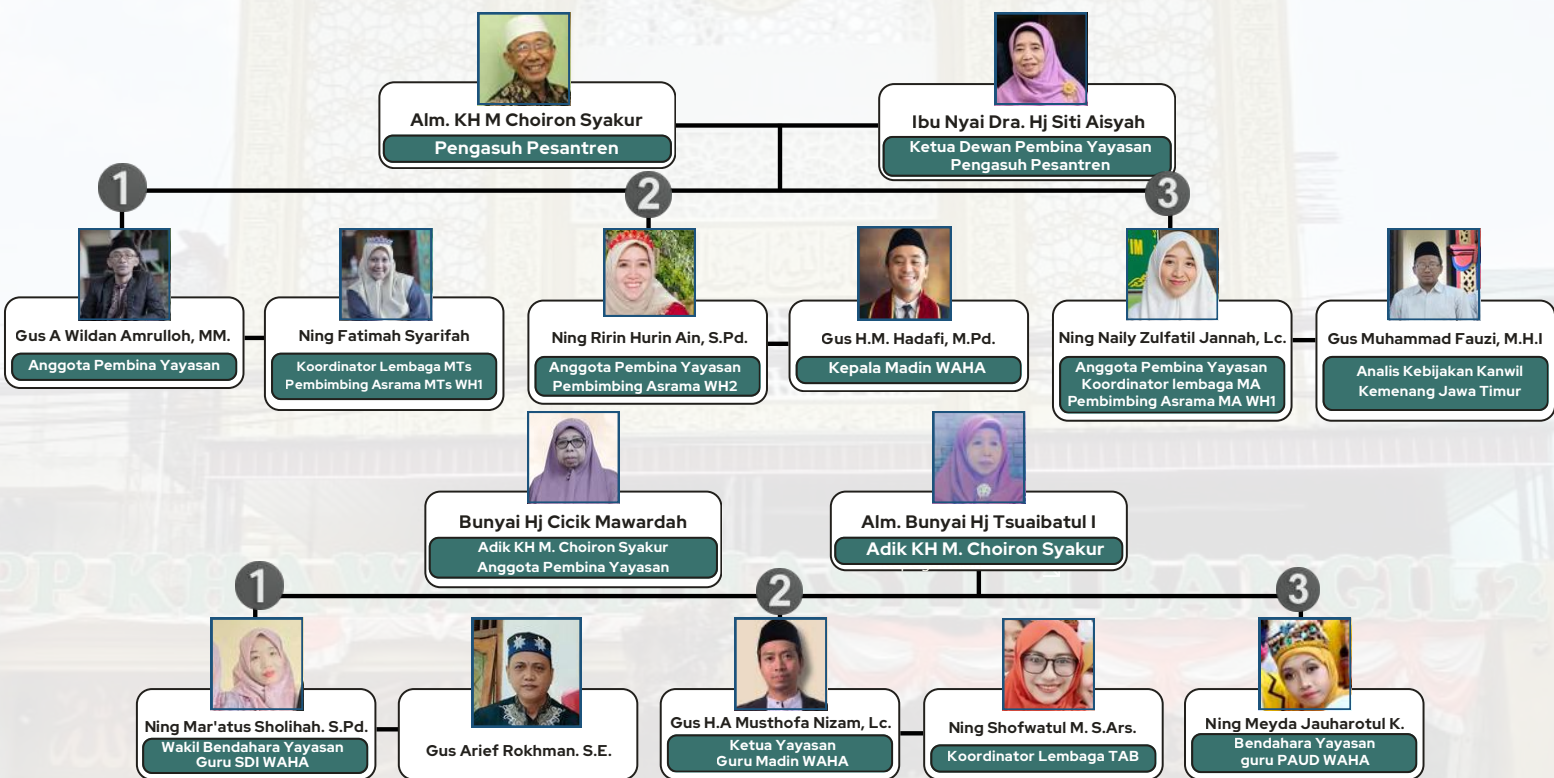 Alm. KH M Choiron Syakur
Pengasuh Pesantren
Ibu Nyai Dra. Hj Siti Aisyah
Ketua Dewan Pembina Yayasan
Pengasuh Pesantren
1
2
3
Gus A Wildan Amrulloh, MM.
Anggota Pembina Yayasan
Ning Fatimah Syarifah
Koordinator Lembaga MTs
Pembimbing Asrama MTs WH1
Ning Ririn Hurin Ain, S.Pd.
Anggota Pembina Yayasan
Pembimbing Asrama WH2
Gus H.M. Hadafi, M.Pd.
Kepala Madin WAHA
IM
Ning Naily Zulfatil Jannah, Lc.
Anggota Pembina Yayasan
Koordinator lembaga MA
Pembimbing Asrama MA WH1
Gus Muhammad Fauzi, M.H.I
Analis Kebijakan Kanwil
Kemenang Jawa Timur
Bunyai Hj Cicik Mawardah
Adik KH M. Choiron Syakur
Anggota Pembina Yayasan
Alm. Bunyai Hj Tsuaibatul I
Adik KH M. Choiron Syakur
PP KH A WA BANGIL 2
1
2
3
Ning Mar'atus Sholihah. S.Pd.
Wakil Bendahara Yayasan
Guru SDI WAHA
Gus Arief Rokhman. S.E.
Gus H.A Musthofa Nizam, Lc.
Ketua Yayasan
Guru Madin WAHA
Ning Shofwatul M. S.Ars.
Koordinator Lembaga TAB
Ning Meyda Jauharotul K.
Bendahara Yayasan
guru PAUD WAHA